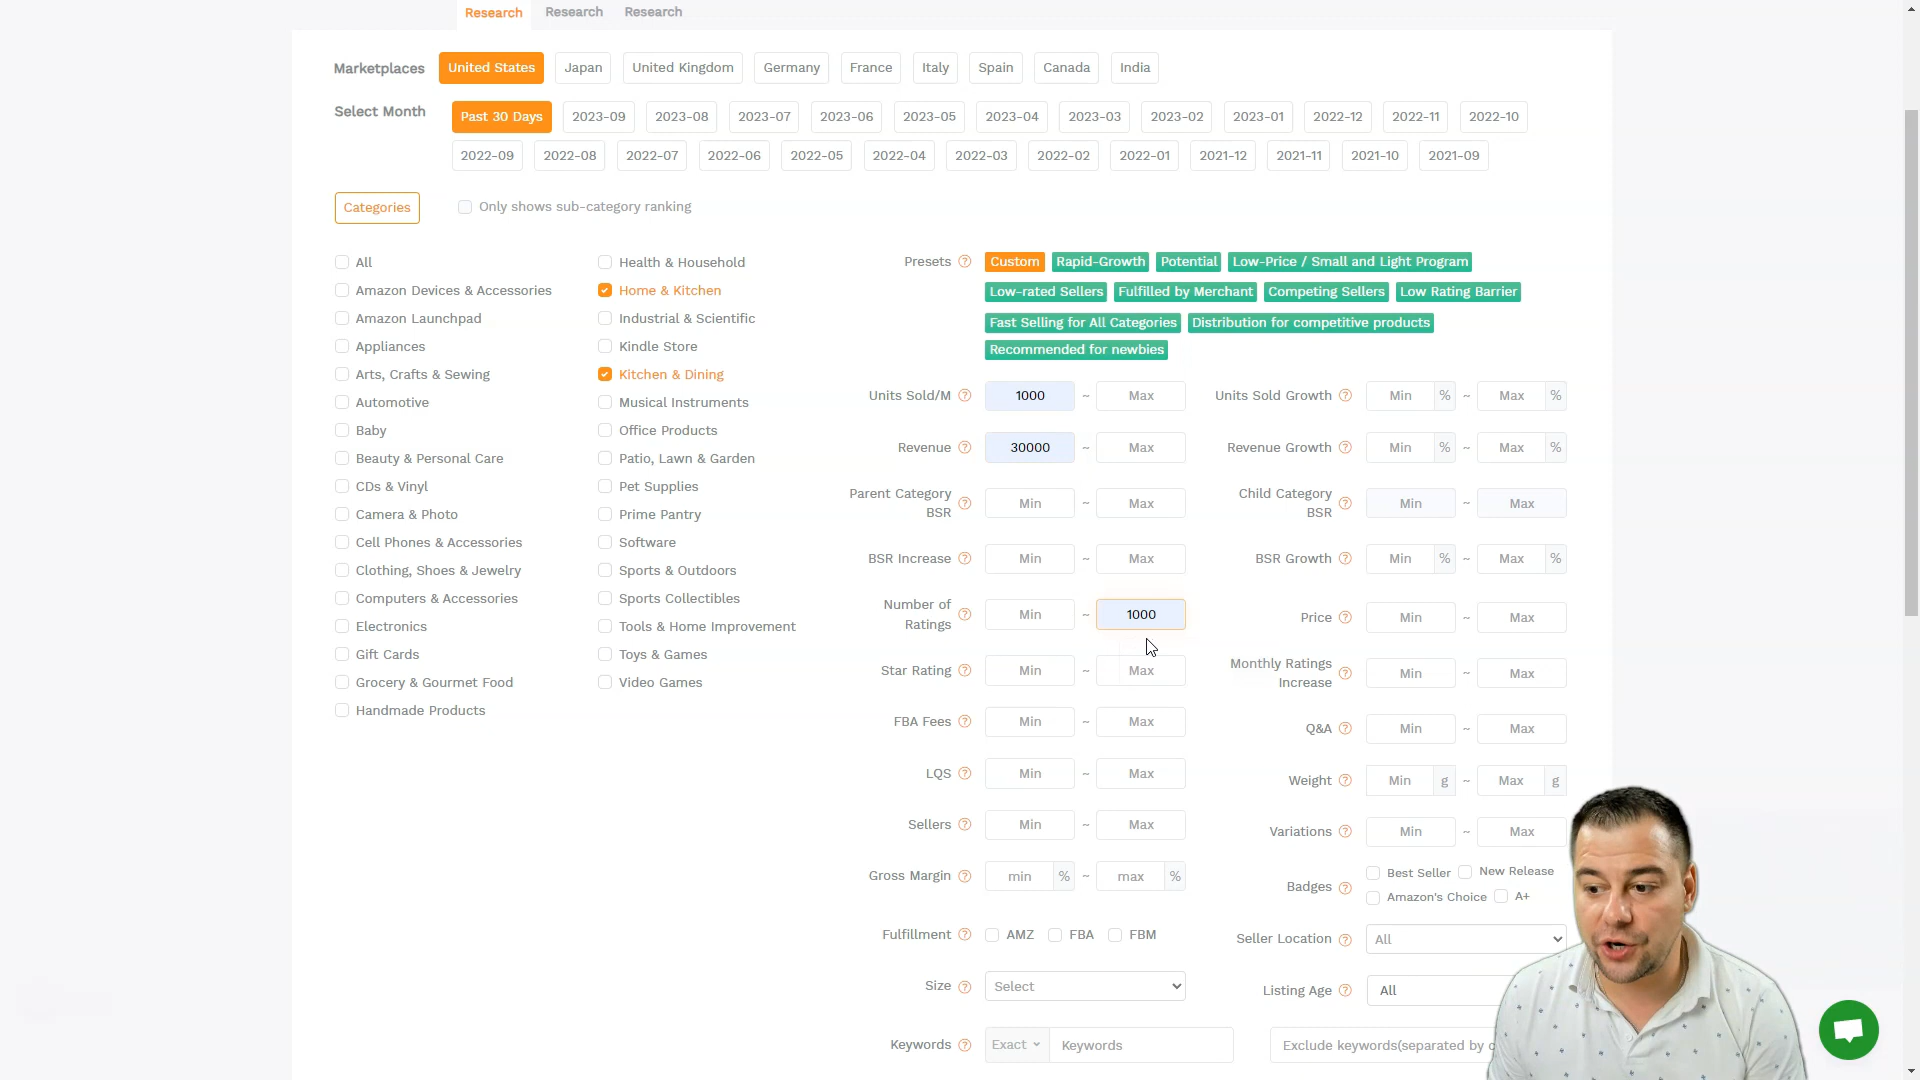 Research Research Research
Marketplaces United States Japan United Kingdom Germany France Italy Spain Canada India
Select Month Past 30 Days 2023-09 2023-08 2023-07 2023-06 2023-05 2023-04 2023-03 2023-02 2023-01 2022-12 2022-11 2022-10
2022-09 2022-08 2022-07 2022-06 2022-05 2022-04 2022-03 2022-02 2022-01 2021-12 2021-11 2021-10 2021-09
Categories Only shows sub-category ranking
All
Amazon Devices & Accessories
Amazon Launchpad
Appliances
Arts, Crafts & Sewing
Automotive
Baby
Beauty & Personal Care
CDs & Vinyl
Camera & Photo
Cell Phones & Accessories
Clothing, Shoes & Jewelry
Computers & Accessories
Electronics
Gift Cards
Grocery & Gourmet Food
Handmade Products
Health & Household
Home & Kitchen
Industrial & Scientific
Kindle Store
Kitchen & Dining
Musical Instruments
Office Products
Patio, Lawn & Garden
Pet Supplies
Prime Pantry
Software
Sports & Outdoors
Sports Collectibles
Tools & Home Improvement
Toys & Games
Video Games
Presets ? Custom Rapid-Growth Potential Low-Price / Small and Light Program
Low-rated Sellers Fulfilled by Merchant Competing Sellers Low Rating Barrier
Fast Selling for All Categories Distribution for competitive products
Recommended for newbies
Units Sold/M ? 1000 ~ Max Units Sold Growth ? Min % ~ Max %
Revenue ? 30000 ~ Max Revenue Growth ? Min % ~ Max %
Parent Category
BSR ? Min ~ Max
Child Category
BSR ? Min ~ Max
BSR Increase ? Min ~ Max BSR Growth ? Min % ~ Max %
Number of
Ratings ? Min ~ 1000
Price ? Min ~ Max
Star Rating ? Min ~ Max
Monthly Ratings
Increase ? Min ~ Max
FBA Fees ? Min ~ Max Q&A ? Min ~ Max
LQS ? Min ~ Max Weight ? Min g ~ Max g
Sellers ? Min ~ Max Variations ? Min ~ Max
Gross Margin ? min % ~ max %
Badges ? Best Seller New Release
Amazon's Choice A+
Fulfillment ? AMZ FBA FBM Seller Location ? All
Size ? Select Listing Age ? All
Keywords ? Exact Keywords Exclude keywords(separated by